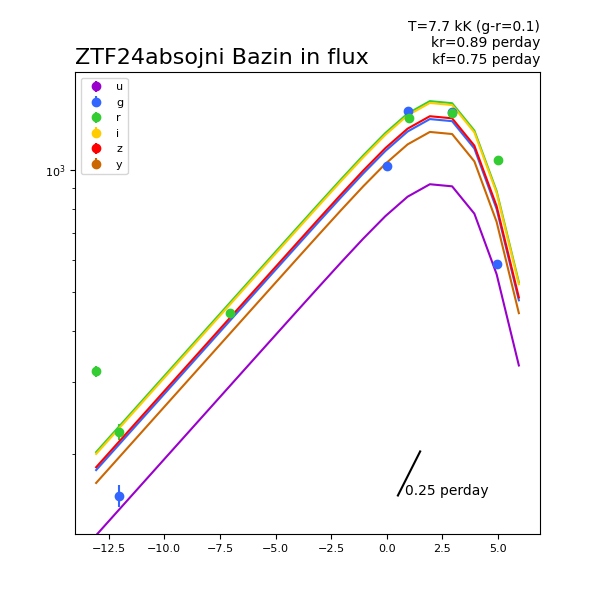 T=7.7 kK (g-r=0.1)
kr=0.89 perday
kf=0.75 perday
ZTF24absojni Bazin in flux
u
g
r
i
z
y
10³
0.25 perday
−12.5 −10.0 −7.5 −5.0 −2.5 0.0 2.5 5.0